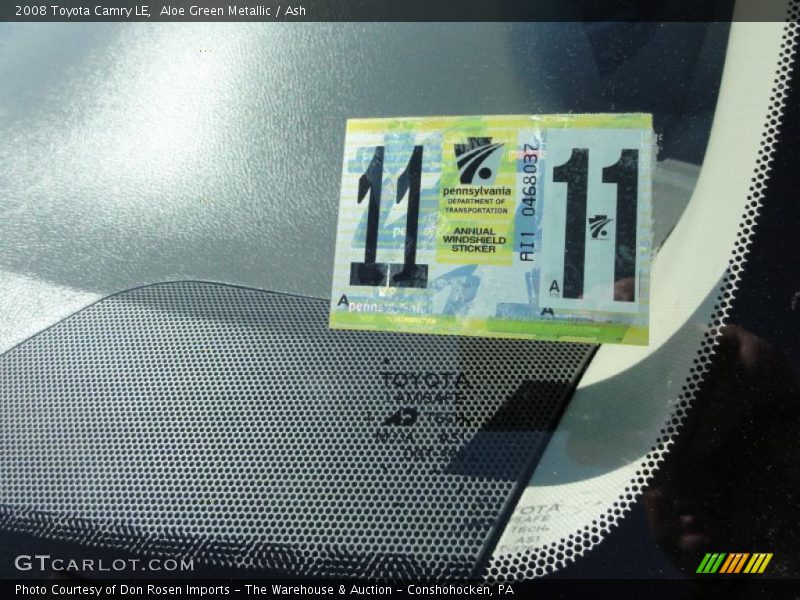 2008 Toyota Camry LE, Aloe Green Metallic / Ash
11
pennsylvania
DEPARTMENT OF
TRANSPORTATION
ANNUAL
WINDSHIELD
STICKER
AI1 0468037
11
A
A
A
TOYOTA
LAMISAFE
GTCARLOT.COM
Photo Courtesy of Don Rosen Imports - The Warehouse & Auction - Conshohocken, PA